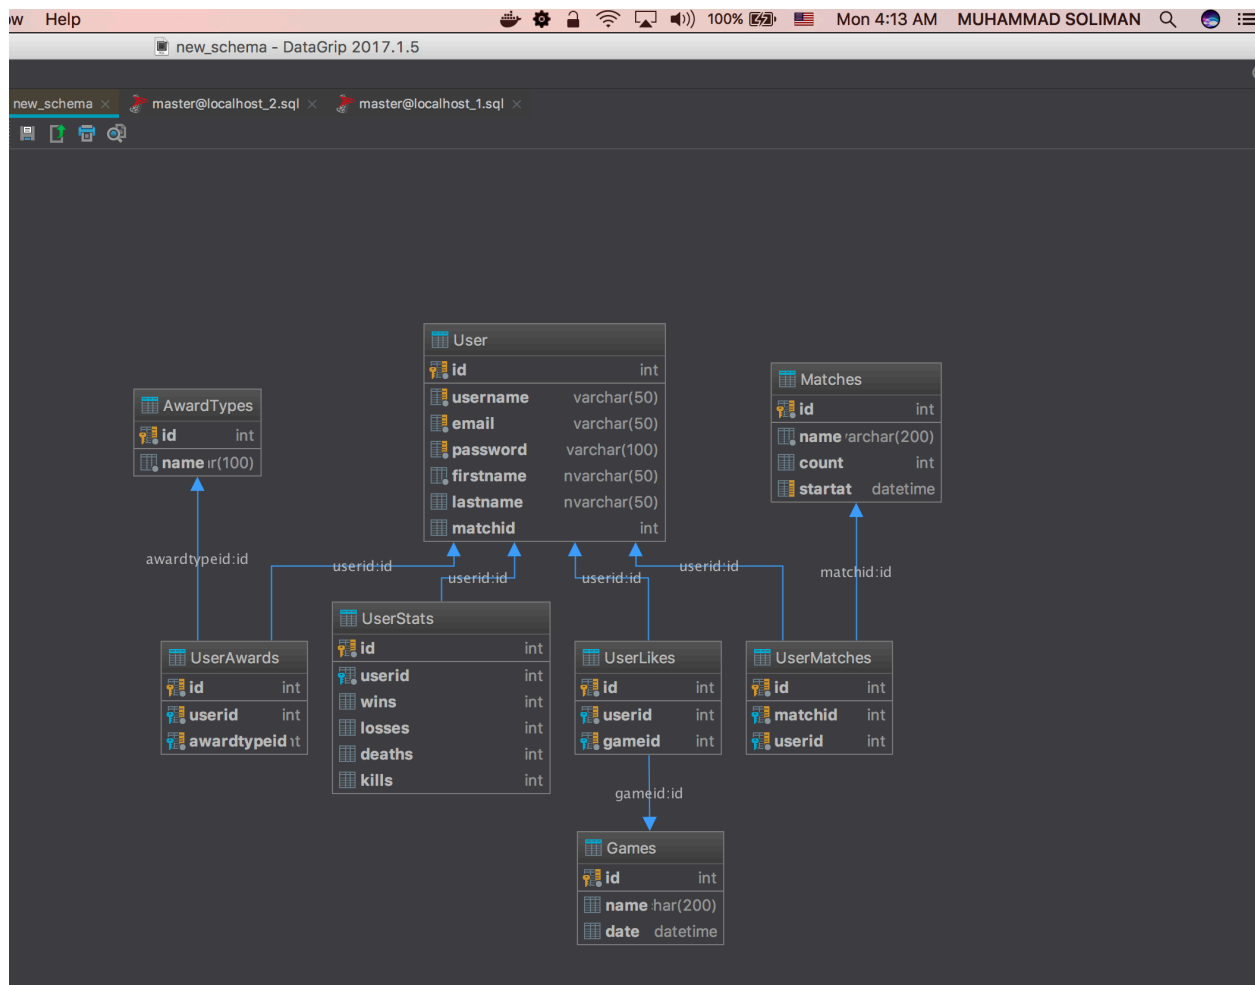 Help 100% Mon 4:13 AM MUHAMMAD SOLIMAN
new_schema - DataGrip 2017.1.5
new_schema master@localhost_2.sql master@localhost_1.sql
User
id int
username varchar(50)
email varchar(50)
password varchar(100)
firstname nvarchar(50)
lastname nvarchar(50)
matchid int
AwardTypes
id int
name r(100)
Matches
id int
name archar(200)
count int
startat datetime
awardtypeid:id
userid:id
userid:id
userid:id
userid:id
matchid:id
UserAwards
id int
userid int
awardtypeid
UserStats
id int
userid int
wins int
losses int
deaths int
kills int
UserLikes
id int
userid int
gameid int
UserMatches
id int
matchid int
userid int
gameid:id
Games
id int
name har(200)
date datetime